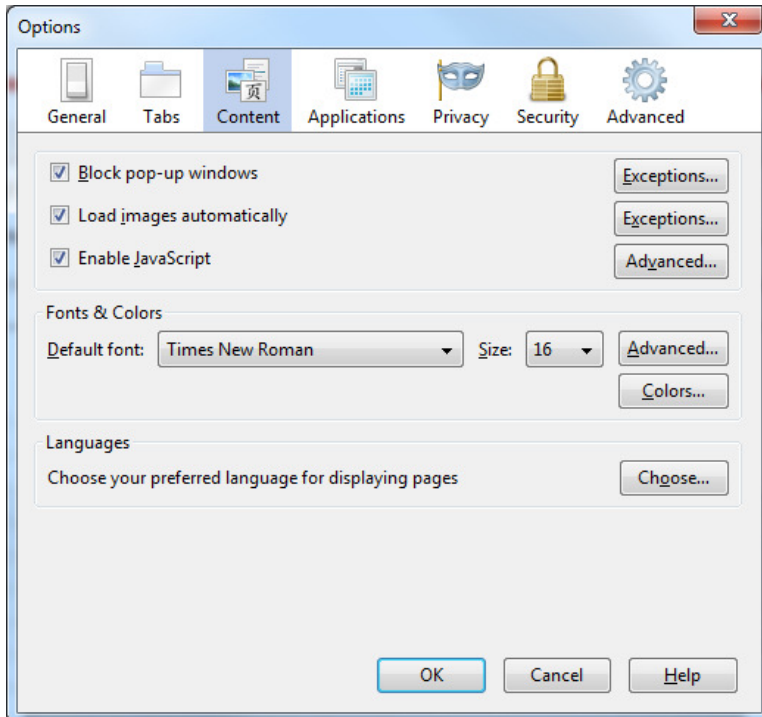 Options
X
General Tabs Content Applications Privacy Security Advanced
页
Block pop-up windows Exceptions...
Load images automatically Exceptions...
Enable JavaScript Advanced...
Fonts & Colors
Default font: Times New Roman Size: 16 Advanced...
Colors...
Languages
Choose your preferred language for displaying pages Choose...
OK Cancel Help